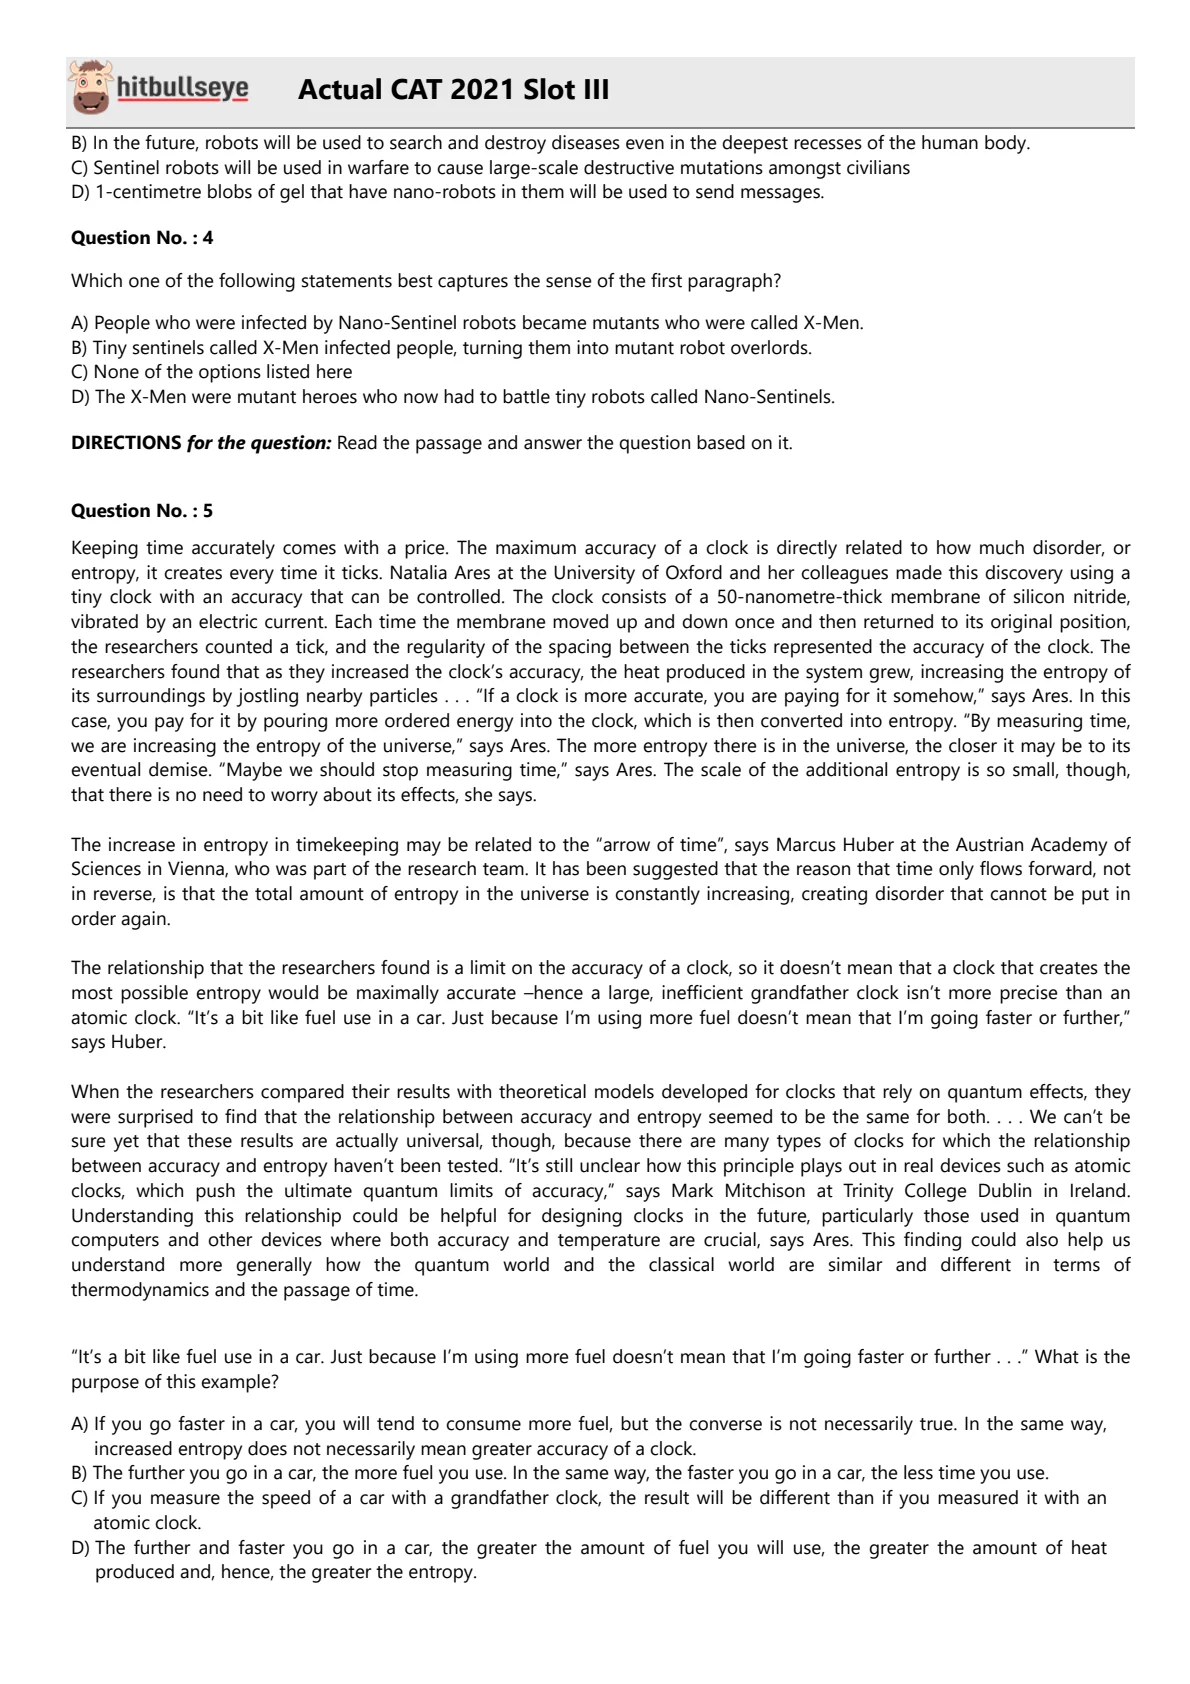 hitbullseye Actual CAT 2021 Slot III
B) In the future, robots will be used to search and destroy diseases even in the deepest recesses of the human body.
C) Sentinel robots will be used in warfare to cause large-scale destructive mutations amongst civilians
D) 1-centimetre blobs of gel that have nano-robots in them will be used to send messages.
Question No. : 4
Which one of the following statements best captures the sense of the first paragraph?
A) People who were infected by Nano-Sentinel robots became mutants who were called X-Men.
B) Tiny sentinels called X-Men infected people, turning them into mutant robot overlords.
C) None of the options listed here
D) The X-Men were mutant heroes who now had to battle tiny robots called Nano-Sentinels.
DIRECTIONS for the question: Read the passage and answer the question based on it.
Question No. : 5
Keeping time accurately comes with a price. The maximum accuracy of a clock is directly related to how much disorder, or
entropy, it creates every time it ticks. Natalia Ares at the University of Oxford and her colleagues made this discovery using a
tiny clock with an accuracy that can be controlled. The clock consists of a 50-nanometre-thick membrane of silicon nitride,
vibrated by an electric current. Each time the membrane moved up and down once and then returned to its original position,
the researchers counted a tick, and the regularity of the spacing between the ticks represented the accuracy of the clock. The
researchers found that as they increased the clock's accuracy, the heat produced in the system grew, increasing the entropy of
its surroundings by jostling nearby particles . . . "If a clock is more accurate, you are paying for it somehow," says Ares. In this
case, you pay for it by pouring more ordered energy into the clock, which is then converted into entropy. "By measuring time,
we are increasing the entropy of the universe," says Ares. The more entropy there is in the universe, the closer it may be to its
eventual demise. "Maybe we should stop measuring time," says Ares. The scale of the additional entropy is so small, though,
that there is no need to worry about its effects, she says.
The increase in entropy in timekeeping may be related to the "arrow of time", says Marcus Huber at the Austrian Academy of
Sciences in Vienna, who was part of the research team. It has been suggested that the reason that time only flows forward, not
in reverse, is that the total amount of entropy in the universe is constantly increasing, creating disorder that cannot be put in
order again.
The relationship that the researchers found is a limit on the accuracy of a clock, so it doesn't mean that a clock that creates the
most possible entropy would be maximally accurate –hence a large, inefficient grandfather clock isn't more precise than an
atomic clock. "It's a bit like fuel use in a car. Just because I'm using more fuel doesn't mean that I'm going faster or further,"
says Huber.
When the researchers compared their results with theoretical models developed for clocks that rely on quantum effects, they
were surprised to find that the relationship between accuracy and entropy seemed to be the same for both. . . . We can't be
sure yet that these results are actually universal, though, because there are many types of clocks for which the relationship
between accuracy and entropy haven't been tested. "It's still unclear how this principle plays out in real devices such as atomic
clocks, which push the ultimate quantum limits of accuracy," says Mark Mitchison at Trinity College Dublin in Ireland.
Understanding this relationship could be helpful for designing clocks in the future, particularly those used in quantum
computers and other devices where both accuracy and temperature are crucial, says Ares. This finding could also help us
understand more generally how the quantum world and the classical world are similar and different in terms of
thermodynamics and the passage of time.
"It's a bit like fuel use in a car. Just because I'm using more fuel doesn't mean that I'm going faster or further . . ." What is the
purpose of this example?
A) If you go faster in a car, you will tend to consume more fuel, but the converse is not necessarily true. In the same way,
increased entropy does not necessarily mean greater accuracy of a clock.
B) The further you go in a car, the more fuel you use. In the same way, the faster you go in a car, the less time you use.
C) If you measure the speed of a car with a grandfather clock, the result will be different than if you measured it with an
atomic clock.
D) The further and faster you go in a car, the greater the amount of fuel you will use, the greater the amount of heat
produced and, hence, the greater the entropy.